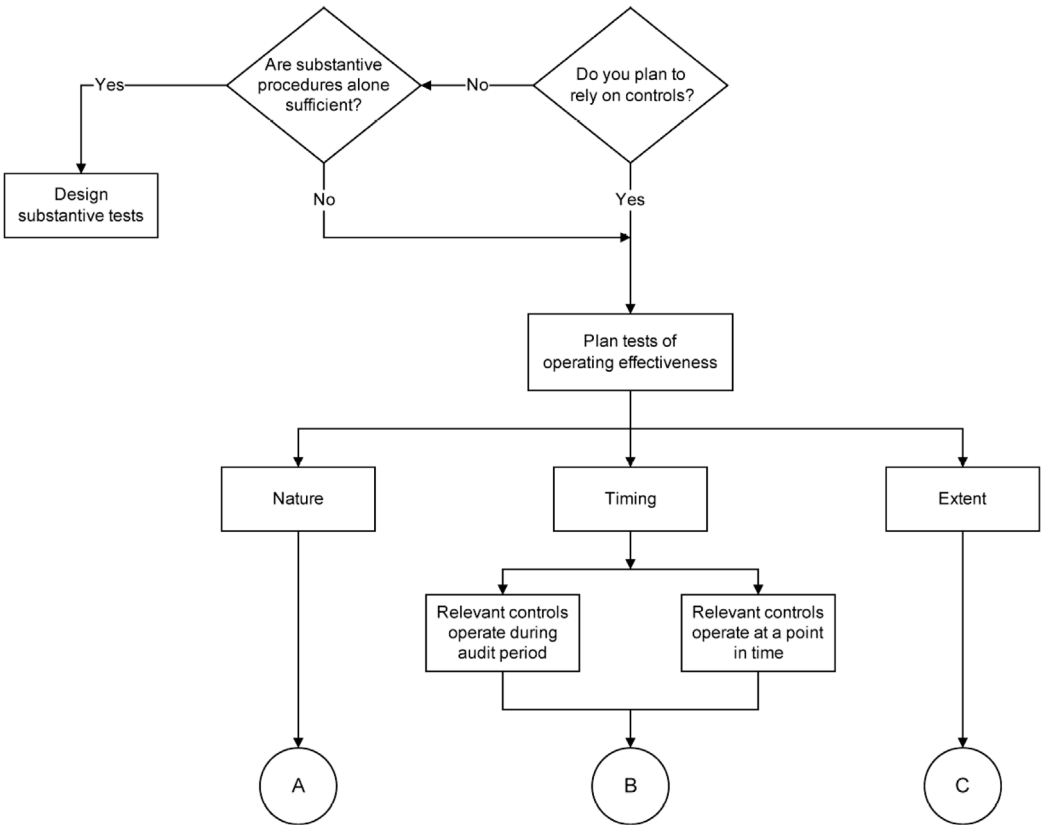 Are substantive
procedures alone
sufficient?
Do you plan to
rely on controls?
Yes
No
Design
substantive tests
No
Yes
Plan tests of
operating effectiveness
Nature
Timing
Extent
Relevant controls
operate during
audit period
Relevant controls
operate at a point
in time
A
B
C